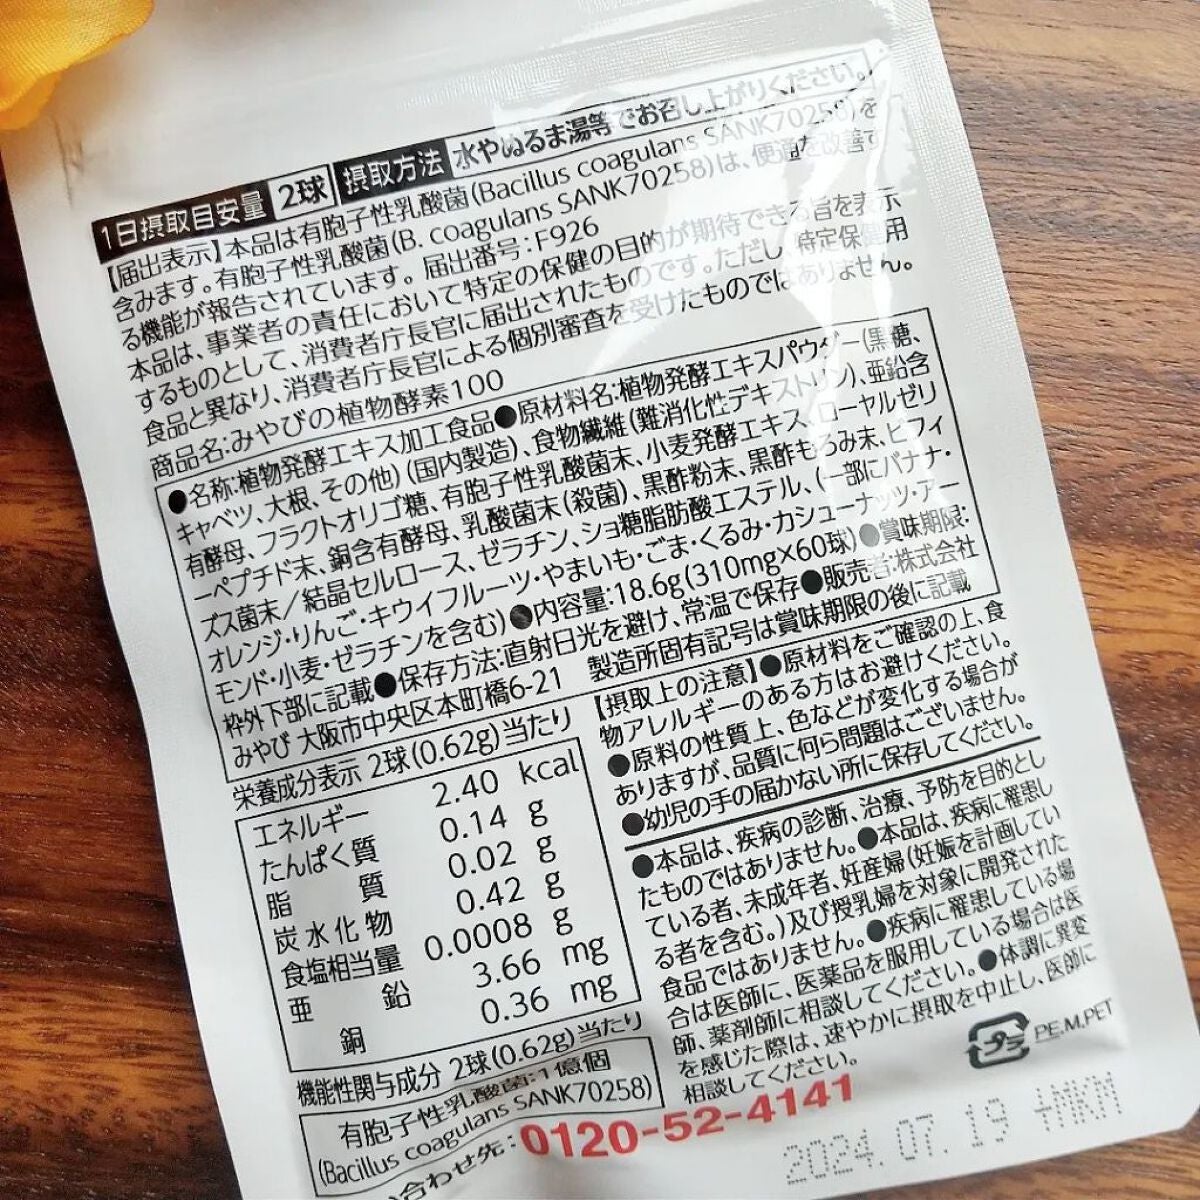 1日摂取目安量 2球 摂取方法 水やぬるま湯等でお召し上がりください。
【届出表示】本品は有胞子性乳酸菌(Bacillus coagulans SANK70258)を
含みます。有胞子性乳酸菌(B. coagulans SANK70258)は、便通を改善す
る機能が報告されています。届出番号:F926
本品は、事業者の責任において特定の保健の目的が期待できる旨を表示
するものとして、消費者庁長官に届出されたものです。ただし、特定保健用
食品と異なり、消費者庁長官による個別審査を受けたものではありません。
商品名:みやびの植物酵素100
●名称:植物発酵エキス加工食品●原材料名:植物発酵エキスパウダー(黒糖、
キャベツ、大根、その他)(国内製造)、食物繊維(難消化性デキストリン)、亜鉛含
有酵母、フラクトオリゴ糖、有胞子性乳酸菌末、小麦発酵エキス、ローヤルゼリ
ーペプチド末、銅含有酵母、乳酸菌末(殺菌)、黒酢粉末、黒酢もろみ末、ビフィ
ズス菌末/結晶セルロース、ゼラチン、ショ糖脂肪酸エステル、(一部にバナナ・
オレンジ・りんご・キウイフルーツ・やまいも・ごま・くるみ・カシューナッツ・アー
モンド・小麦・ゼラチンを含む)●内容量:18.6g(310mg×60球)●賞味期限:
枠外下部に記載●保存方法:直射日光を避け、常温で保存●販売者:株式会社
みやび 大阪市中央区本町橋6-21 製造所固有記号は賞味期限の後に記載
栄養成分表示 2球(0.62g)当たり
エネルギー 2.40 kcal
たんぱく質 0.14 g
脂質 0.02 g
炭水化物 0.42 g
食塩相当量 0.0008 g
亜鉛 3.66 mg
銅 0.36 mg
機能性関与成分 2球(0.62g)当たり
有胞子性乳酸菌:1億個
(Bacillus coagulans SANK70258)
【摂取上の注意】●原材料をご確認の上、食
物アレルギーのある方はお避けください。
●原料の性質上、色などが変化する場合が
ありますが、品質に何ら問題はございません。
●幼児の手の届かない所に保存してください。
●本品は、疾病の診断、治療、予防を目的とし
たものではありません。●本品は、疾病に罹患し
ている者、未成年者、妊産婦(妊娠を計画してい
る者を含む。)及び授乳婦を対象に開発された
食品ではありません。●疾病に罹患している場
合は医師に、医薬品を服用している場合は医
師、薬剤師に相談してください。●体調に異変
を感じた際は、速やかに摂取を中止し、医師に
相談してください。
プラ PE.M.PET
い合わせ先:0120-52-4141
2024.07.19 +MKM